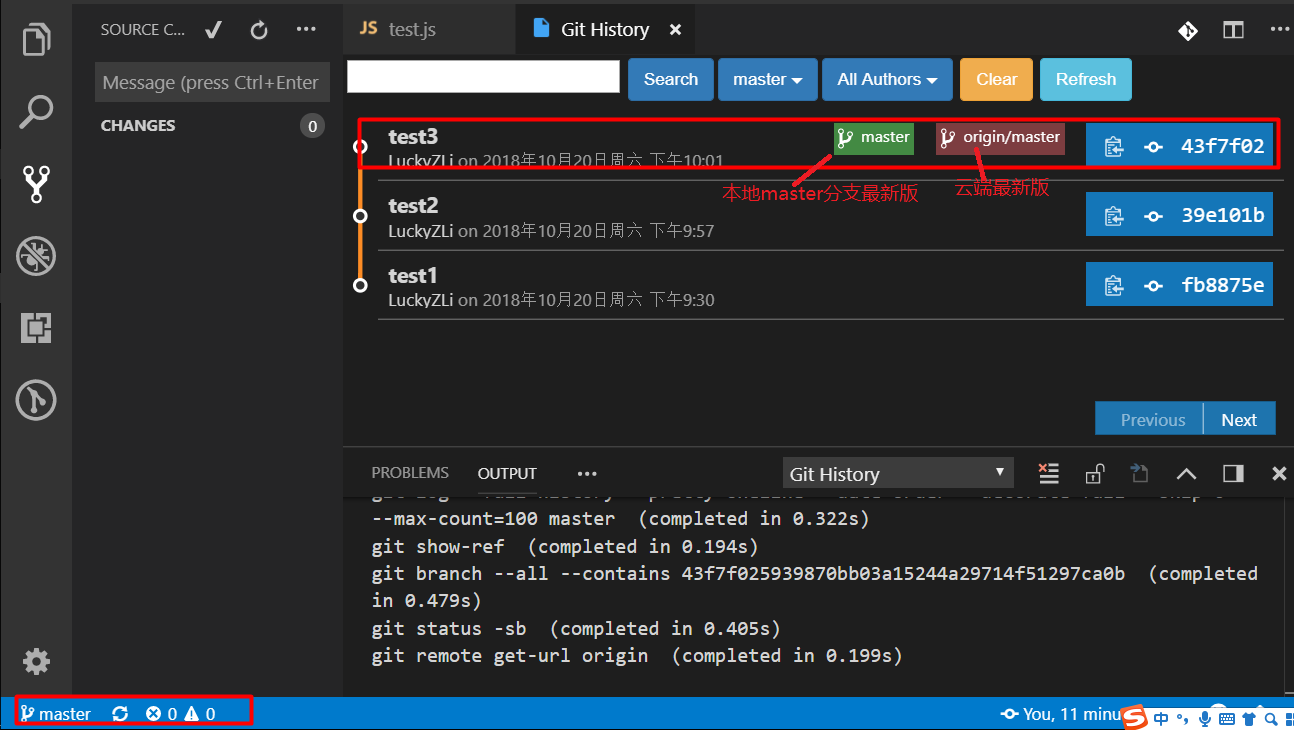 SOURCE C...
JS test.js
Git History
Message (press Ctrl+Enter
Search
master
All Authors
Clear
Refresh
CHANGES
0
test3
master
origin/master
43f7f02
LuckyZLi on 2018年10月20日周六 下午10:01
本地master分支最新版
云端最新版
test2
39e101b
LuckyZLi on 2018年10月20日周六 下午9:57
test1
fb8875e
LuckyZLi on 2018年10月20日周六 下午9:30
Previous
Next
PROBLEMS
OUTPUT
Git History
--max-count=100 master (completed in 0.322s)
git show-ref (completed in 0.194s)
git branch --all --contains 43f7f025939870bb03a15244a29714f51297ca0b (completed
in 0.479s)
git status -sb (completed in 0.405s)
git remote get-url origin (completed in 0.199s)
master
0
0
You, 11 minu
S 中